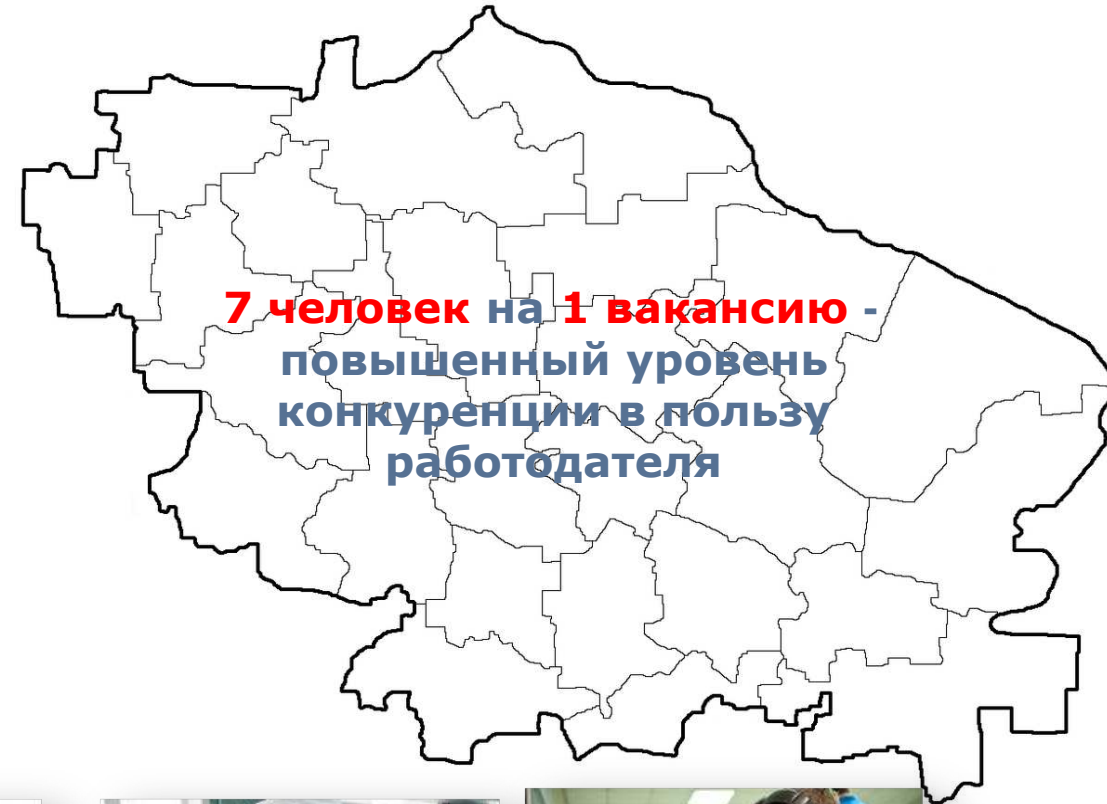 7 человек на 1 вакансию -
повышенный уровень
конкуренции в пользу
работодателя